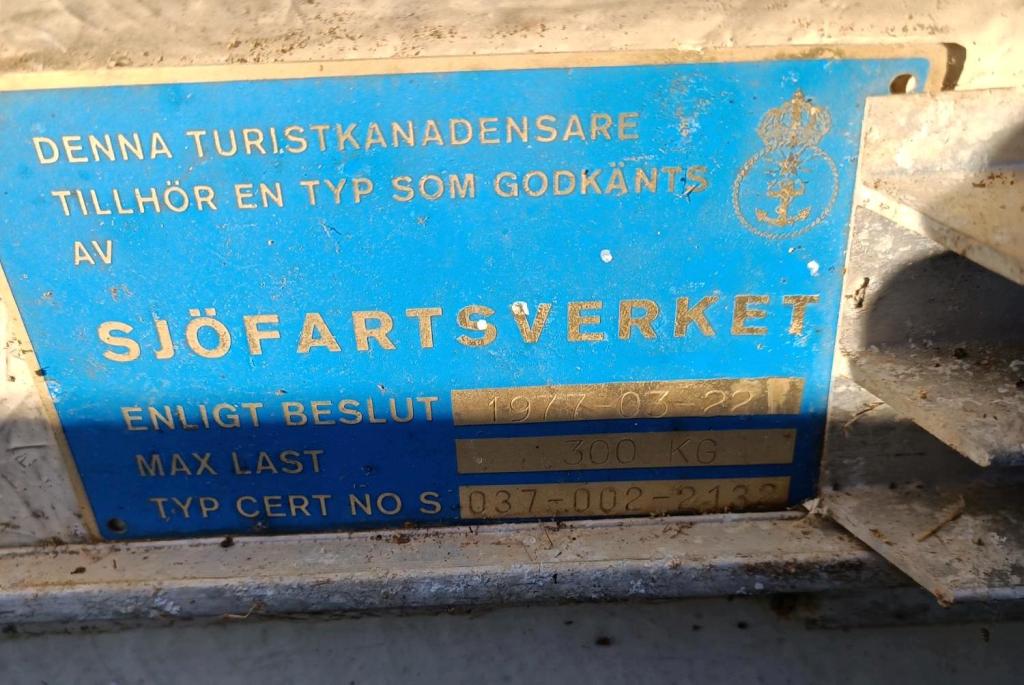 DENNA TURISTKANADENSARE
TILLHÖR EN TYP SOM GODKÄNTS
AV
SJÖFARTSVERKET
ENLIGT BESLUT 1977-03-22
MAX LAST 300 KG
TYP CERT NO S 037-002-2132